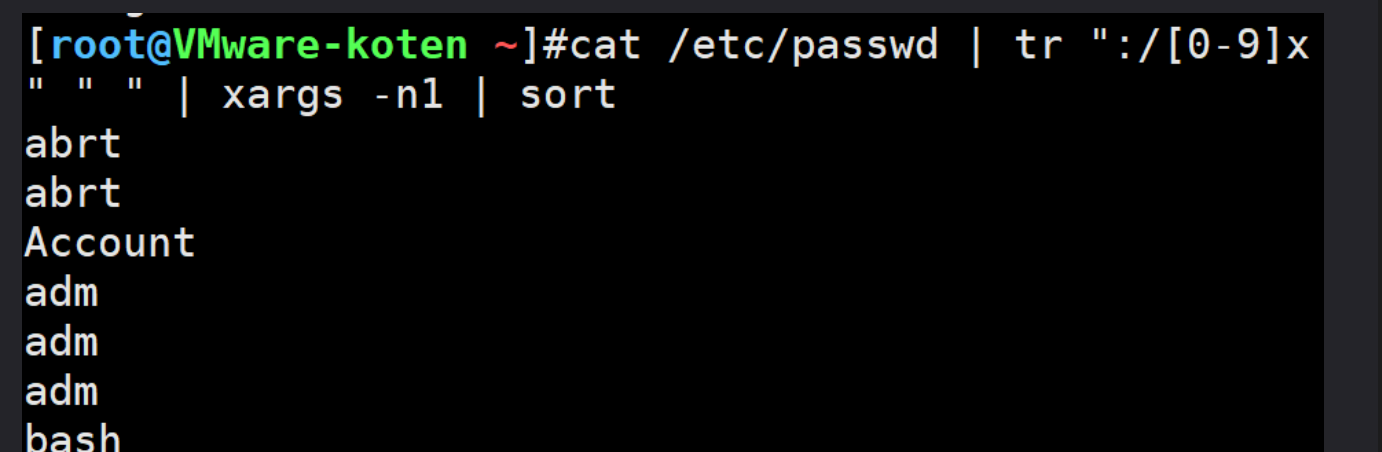 [root@VMware-koten ~]#cat /etc/passwd | tr ":/[0-9]x
" " " | xargs -n1 | sort
abrt
abrt
Account
adm
adm
adm
bash